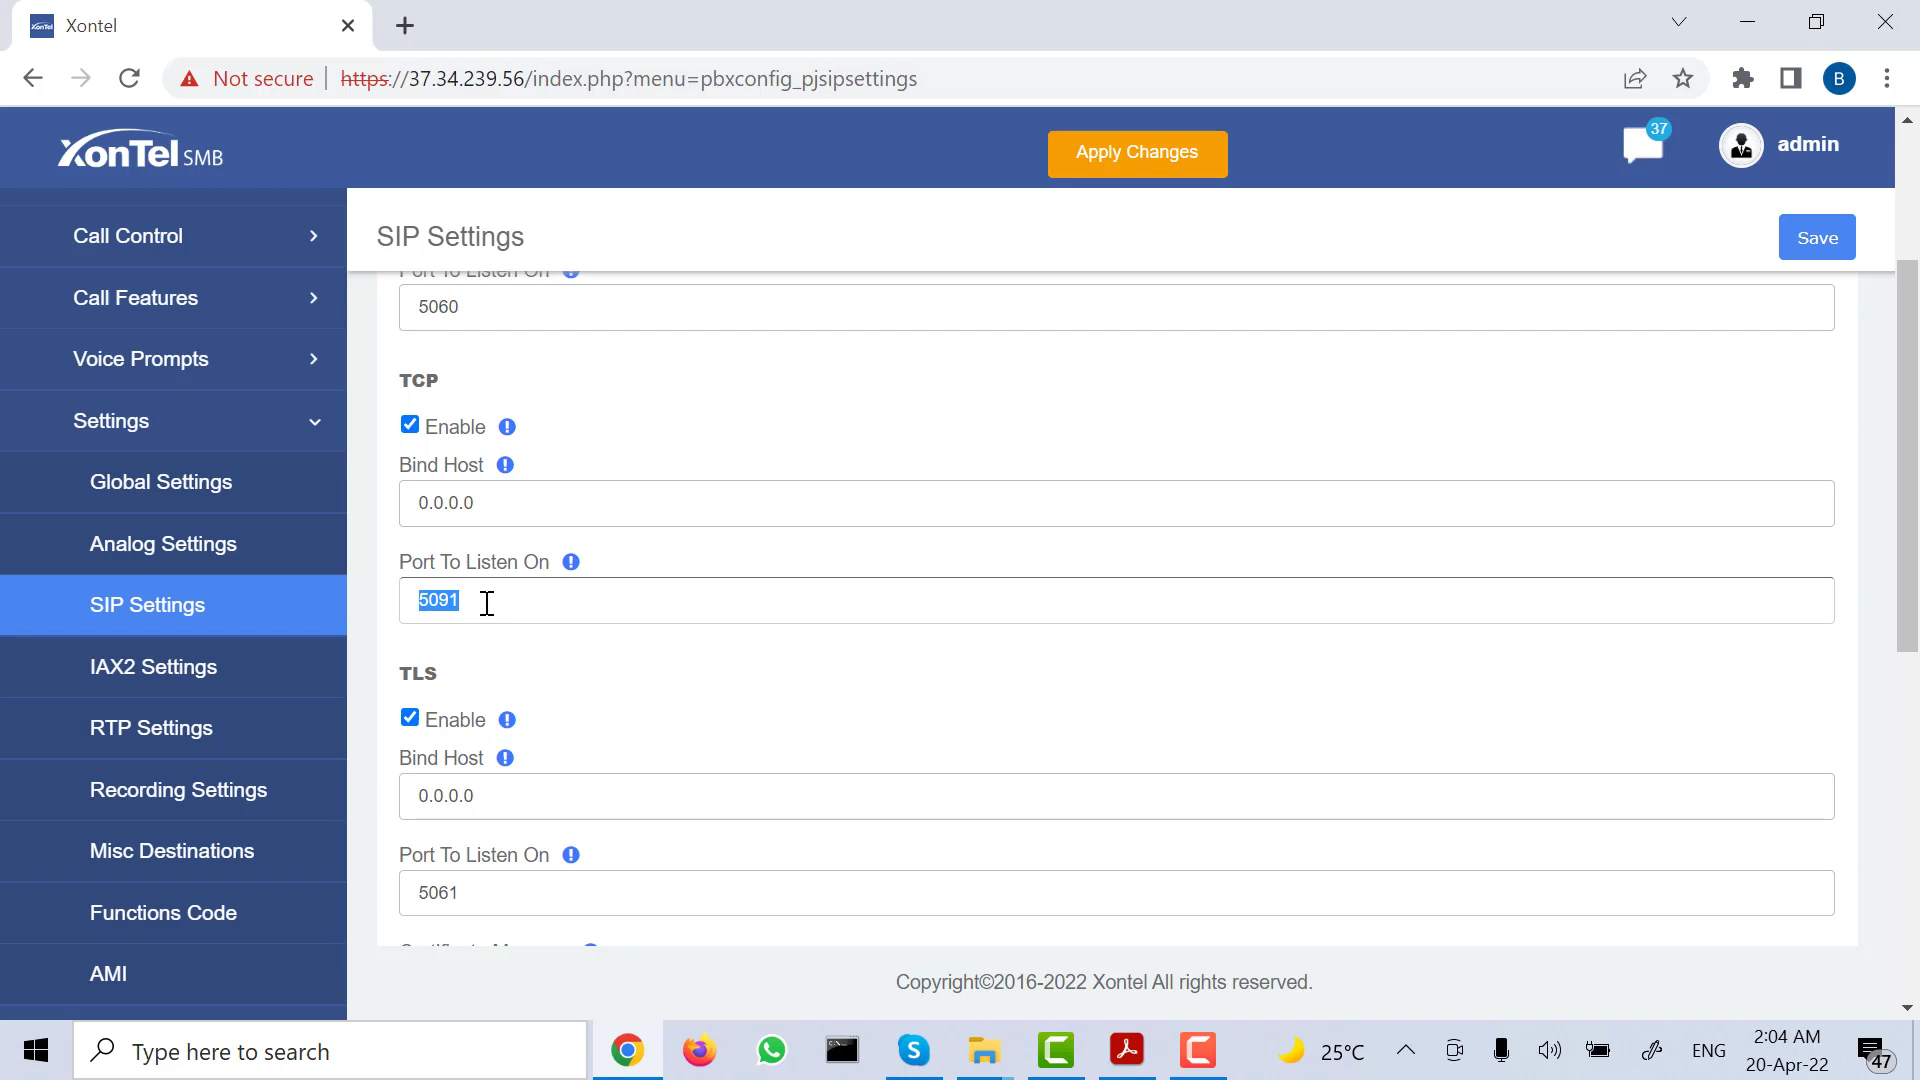 Xontel
Not secure | https://37.34.239.56/index.php?menu=pbxconfig_pjsipsettings
B
XonTel SMB
Apply Changes
37
admin
Call Control
Call Features
Voice Prompts
Settings
Global Settings
Analog Settings
SIP Settings
IAX2 Settings
RTP Settings
Recording Settings
Misc Destinations
Functions Code
AMI
SIP Settings
Save
Port To Listen On
5060
TCP
Enable
Bind Host
0.0.0.0
Port To Listen On
5091
TLS
Enable
Bind Host
0.0.0.0
Port To Listen On
5061
Copyright©2016-2022 Xontel All rights reserved.
Type here to search
25°C
ENG
2:04 AM
20-Apr-22
47